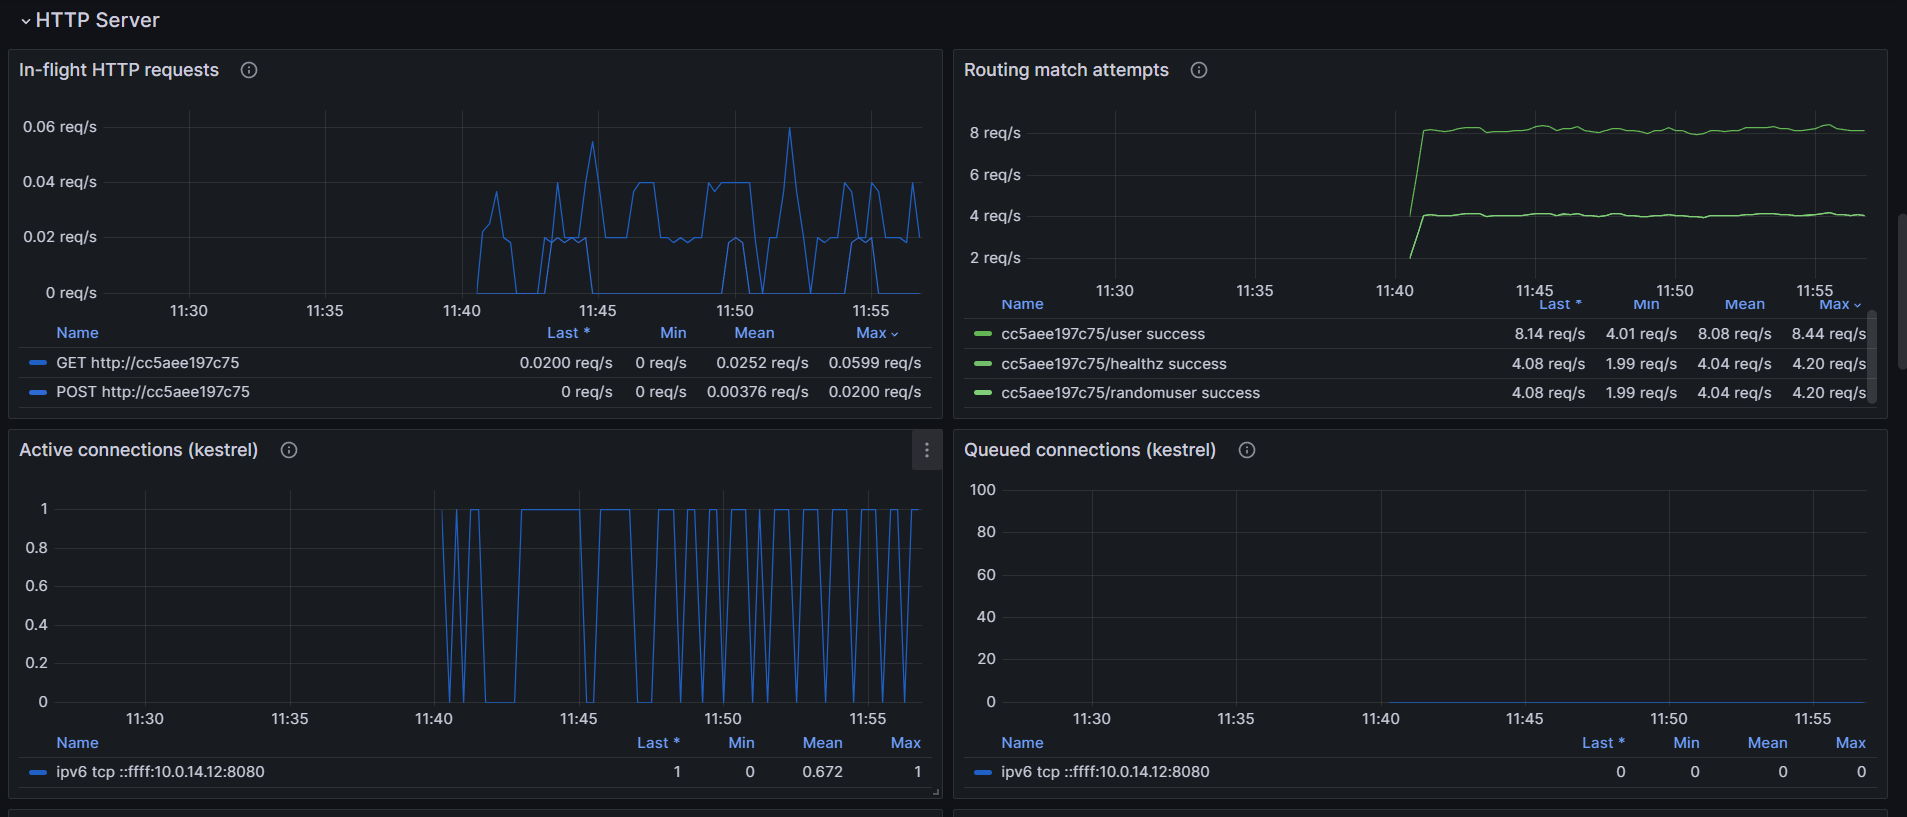 HTTP Server
In-flight HTTP requests
0.06 req/s
0.04 req/s
0.02 req/s
0 req/s
11:30 11:35 11:40 11:45 11:50 11:55
Name Last * Min Mean Max
GET http://cc5aee197c75 0.0200 req/s 0 req/s 0.0252 req/s 0.0599 req/s
POST http://cc5aee197c75 0 req/s 0 req/s 0.00376 req/s 0.0200 req/s
Routing match attempts
8 req/s
6 req/s
4 req/s
2 req/s
11:30 11:35 11:40 11:45 11:50 11:55
Name Last * Min Mean Max
cc5aee197c75/user success 8.14 req/s 4.01 req/s 8.08 req/s 8.44 req/s
cc5aee197c75/healthz success 4.08 req/s 1.99 req/s 4.04 req/s 4.20 req/s
cc5aee197c75/randomuser success 4.08 req/s 1.99 req/s 4.04 req/s 4.20 req/s
Active connections (kestrel)
1
0.8
0.6
0.4
0.2
0
11:30 11:35 11:40 11:45 11:50 11:55
Name Last * Min Mean Max
ipv6 tcp ::ffff:10.0.14.12:8080 1 0 0.672 1
Queued connections (kestrel)
100
80
60
40
20
0
11:30 11:35 11:40 11:45 11:50 11:55
Name Last * Min Mean Max
ipv6 tcp ::ffff:10.0.14.12:8080 0 0 0 0